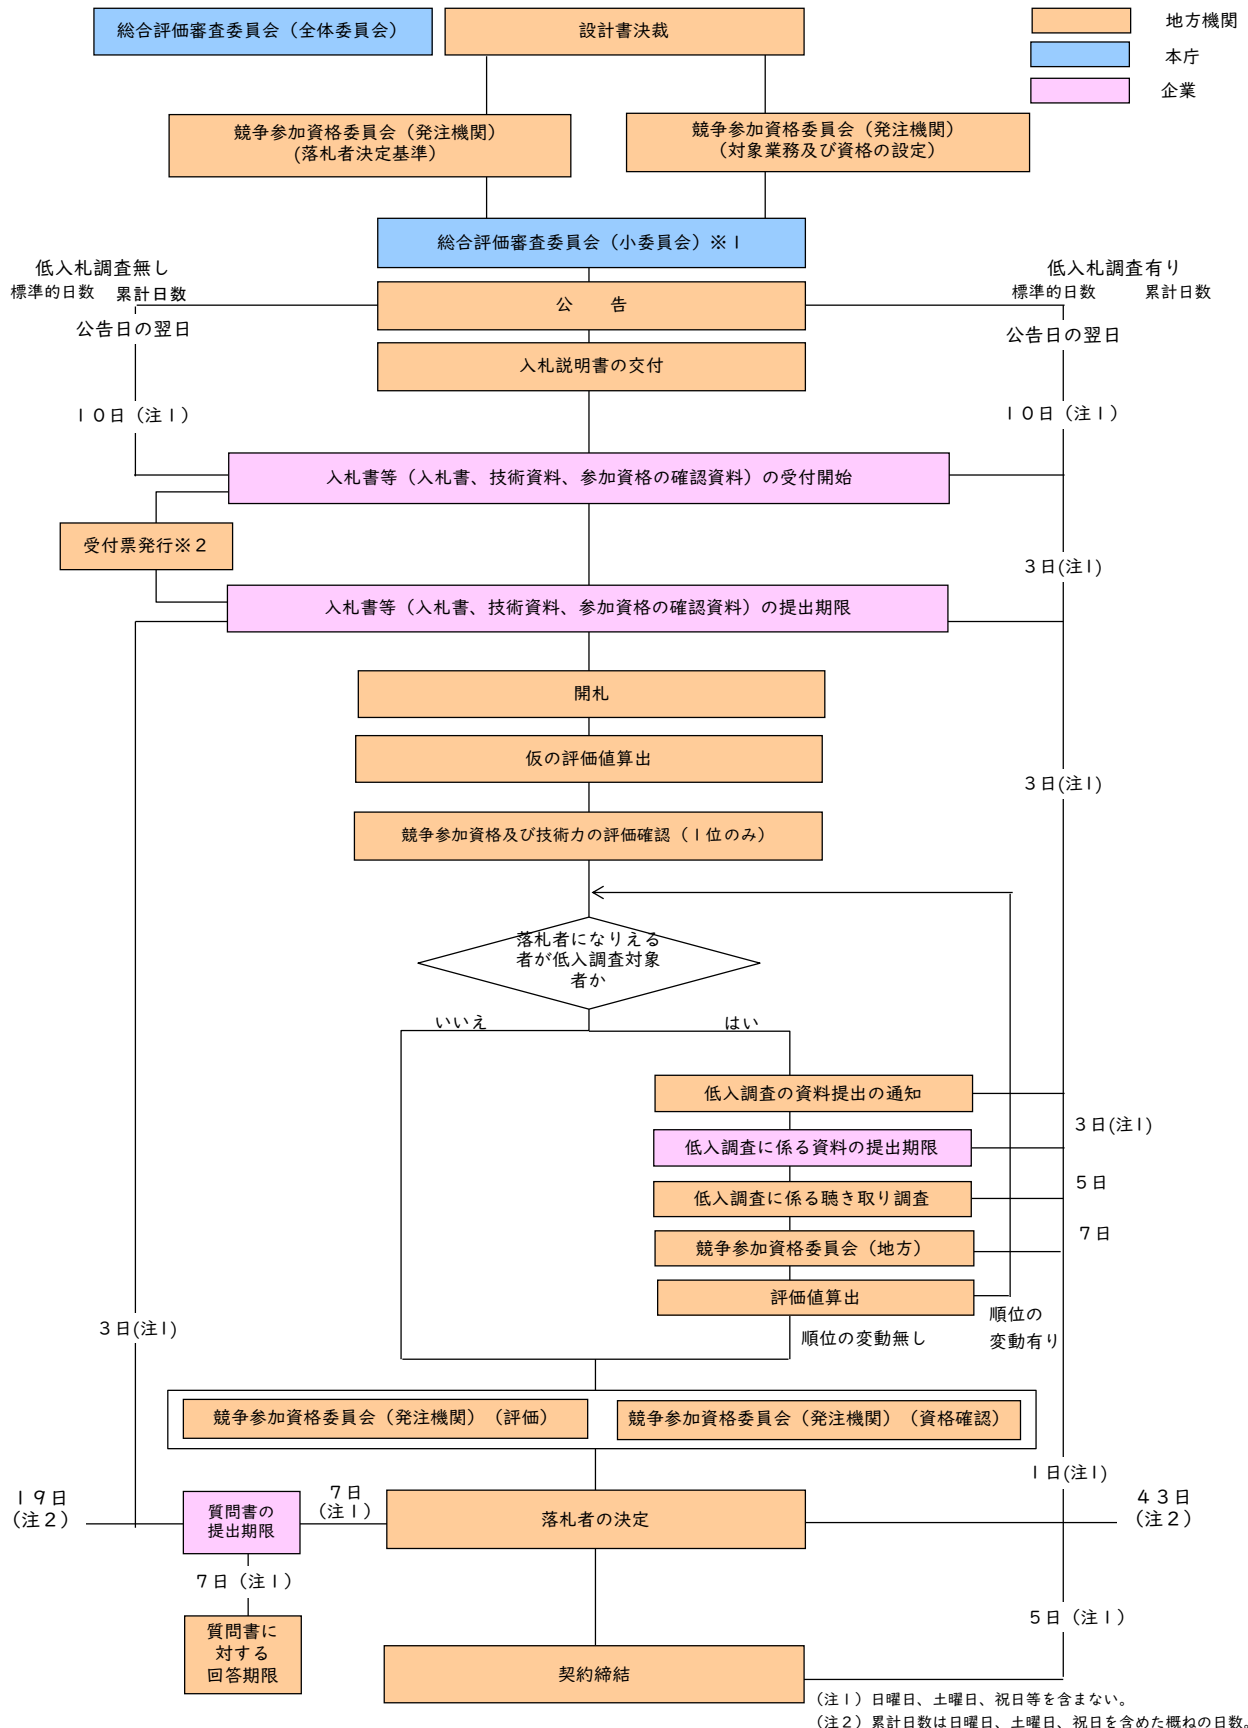 総合評価審査委員会（全体委員会）
設計書決裁
地方機関
本庁
企業
競争参加資格委員会（発注機関）
(落札者決定基準）
競争参加資格委員会（発注機関）
（対象業務及び資格の設定）
総合評価審査委員会（小委員会）※１
低入札調査無し
標準的日数　累計日数
公告日の翌日
低入札調査有り
標準的日数　累計日数
公告日の翌日
公　　告
入札説明書の交付
１０日（注１）
１０日（注１）
入札書等（入札書、技術資料、参加資格の確認資料）の受付開始
受付票発行※２
３日(注1)
入札書等（入札書、技術資料、参加資格の確認資料）の提出期限
開札
仮の評価値算出
３日(注1)
競争参加資格及び技術力の評価確認（１位のみ）
落札者になりえる
者が低入調査対象
者か
いいえ
はい
低入調査の資料提出の通知
３日(注1)
低入調査に係る資料の提出期限
５日
低入調査に係る聴き取り調査
７日
競争参加資格委員会（地方）
評価値算出
順位の
変動有り
順位の変動無し
３日(注1)
競争参加資格委員会（発注機関）（評価）
競争参加資格委員会（発注機関）（資格確認）
１日(注1)
１９日
（注２）
質問書の
提出期限
７日
（注１）
落札者の決定
４３日
（注２）
７日（注１）
質問書に
対する
回答期限
５日（注１）
契約締結
（注１）日曜日、土曜日、祝日等を含まない。
（注２）累計日数は日曜日、土曜日、祝日を含めた概ねの日数。